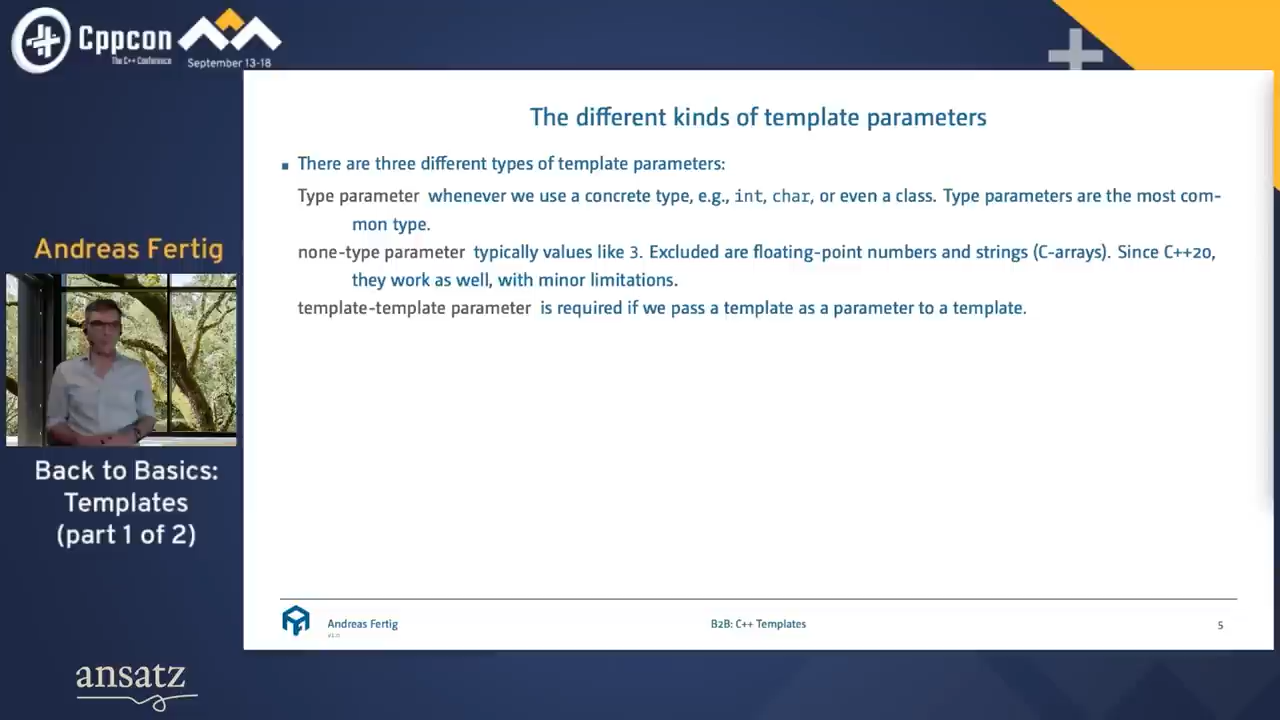 Cppcon
The C++ Conference
September 13-18
Andreas Fertig
Back to Basics:
Templates
(part 1 of 2)
ansatz
The different kinds of template parameters
There are three different types of template parameters:
Type parameter whenever we use a concrete type, e.g., int, char, or even a class. Type parameters are the most com-
mon type.
none-type parameter typically values like 3. Excluded are floating-point numbers and strings (C-arrays). Since C++20,
they work as well, with minor limitations.
template-template parameter is required if we pass a template as a parameter to a template.
Andreas Fertig
B2B: C++ Templates
5